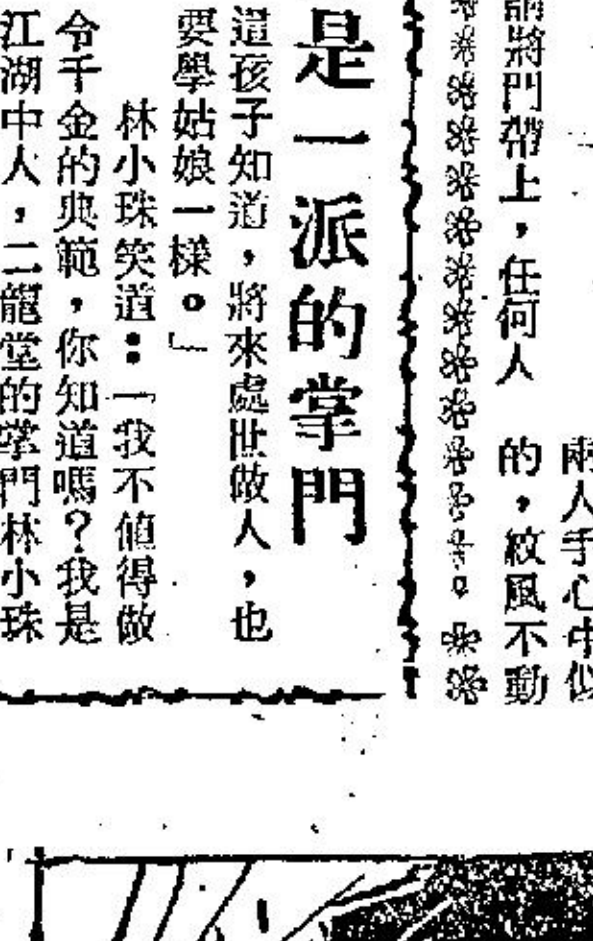 兩人手心中似
請將門帶上，任何人
的，紋風不動
是一派的掌門
這孩子知道，將來處世做人，也
要學姑娘一樣。」
林小珠笑道：「我不値得做
令千金的典範，你知道嗎？我是
江湖中人，二龍堂的掌門林小珠